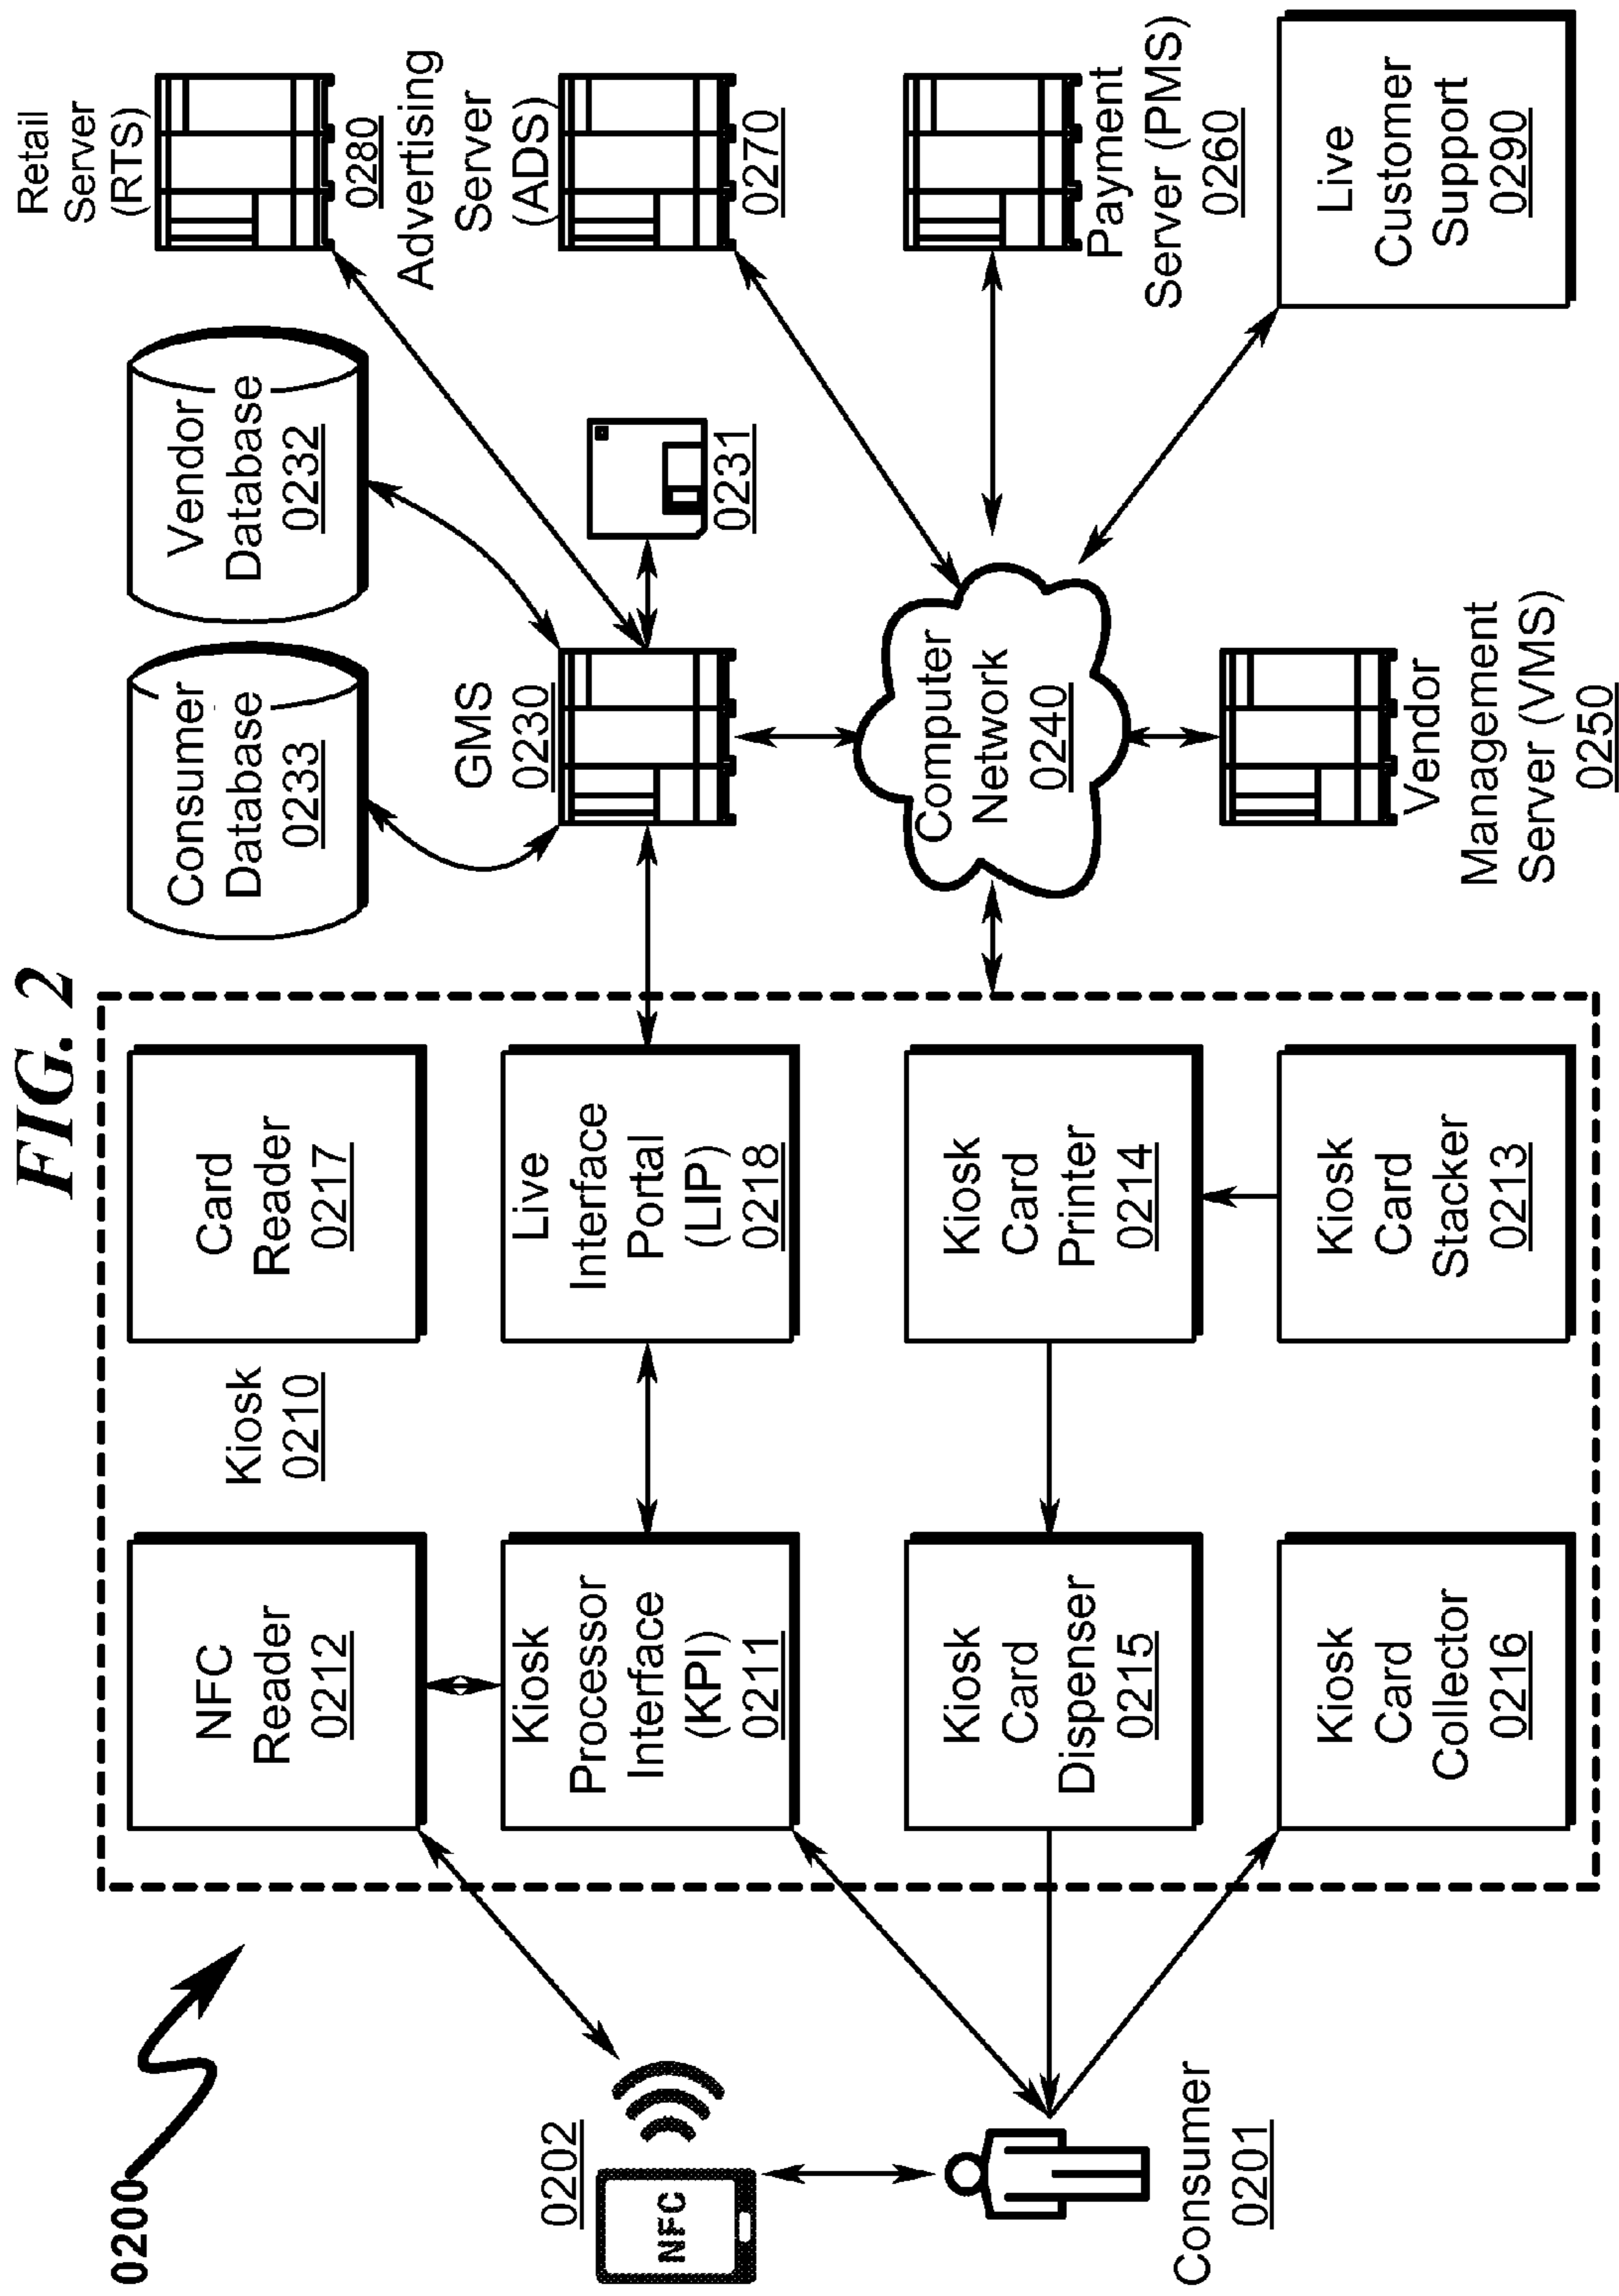 FIG. 2
0200
Retail
Server
(RTS)
0280
Consumer
Database
0233
Vendor
Database
0232
NFC
Reader
0212
Kiosk
0210
Card
Reader
0217
Advertising
Server
(ADS)
0270
GMS
0230
0231
0202
NFC
Kiosk
Processor
Interface
(KPI)
0211
Live
Interface
Portal
(LIP)
0218
Computer
Network
0240
Payment
Server (PMS)
0260
Kiosk
Card
Dispenser
0215
Kiosk
Card
Printer
0214
Consumer
0201
Kiosk
Card
Collector
0216
Kiosk
Card
Stacker
0213
Vendor
Management
Server (VMS)
0250
Live
Customer
Support
0290